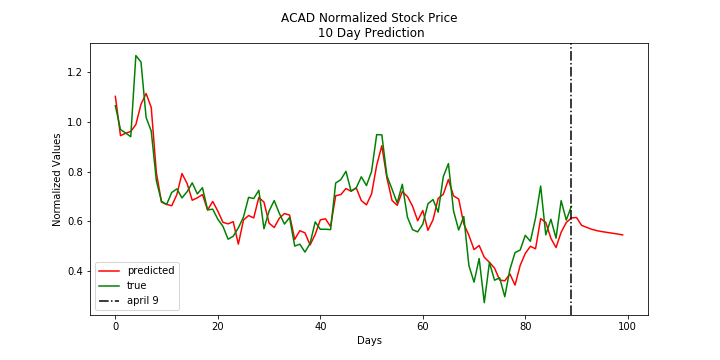 ACAD Normalized Stock Price
10 Day Prediction
Normalized Values
1.2
1.0
0.8
0.6
0.4
predicted
true
april 9
0 20 40 60 80 100
Days